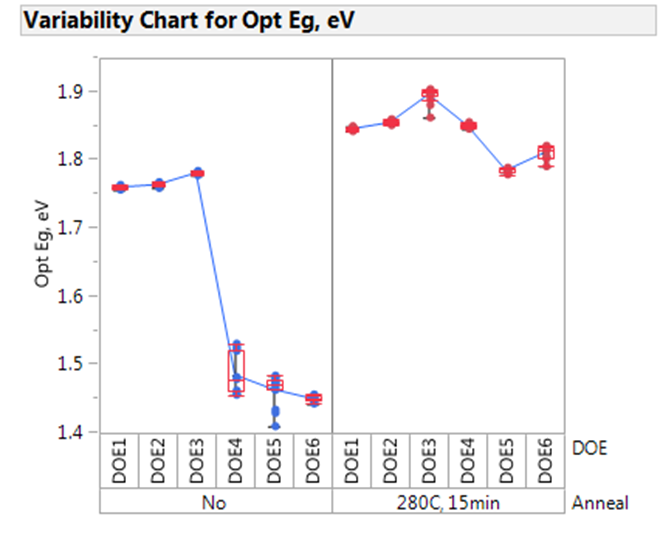 Variability Chart for Opt Eg, eV
Opt Eg, eV
1.9
1.8
1.7
1.6
1.5
1.4
DOE1 DOE2 DOE3 DOE4 DOE5 DOE6 DOE1 DOE2 DOE3 DOE4 DOE5 DOE6 DOE
No 280C, 15min Anneal